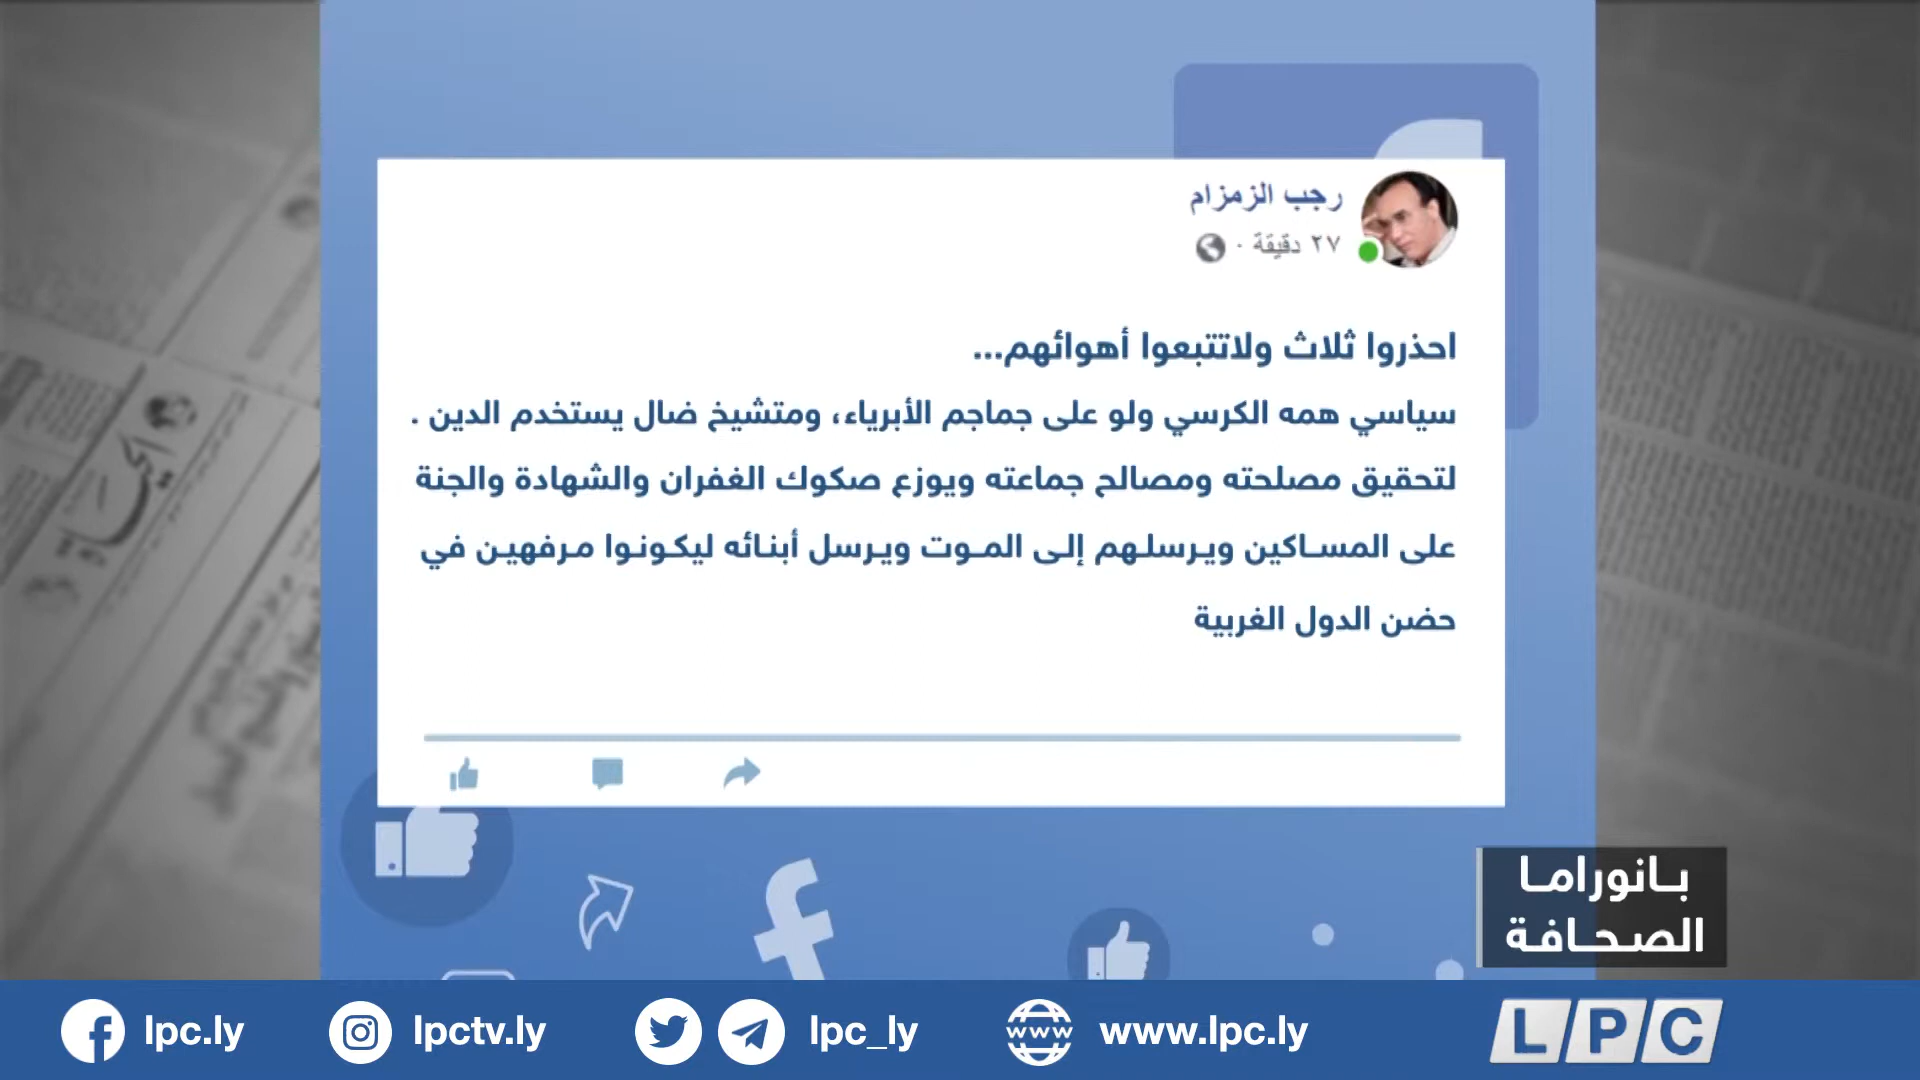 رجب الزمزام
٢٧ دقيقة ·
احذروا ثلاث ولاتتبعوا أهوائهم...
سياسي همه الكرسي ولو على جماجم الأبرياء، ومتشيخ ضال يستخدم الدين .
لتحقيق مصلحته ومصالح جماعته ويوزع صكوك الغفران والشهادة والجنة
على المساكين ويرسلهم إلى الموت ويرسل أبنائه ليكونوا مرفهين في
حضن الدول الغربية
الحياة
بانوراما
الصحافة
lpc.ly
lpctv.ly
lpc_ly
www
www.lpc.ly
LPC